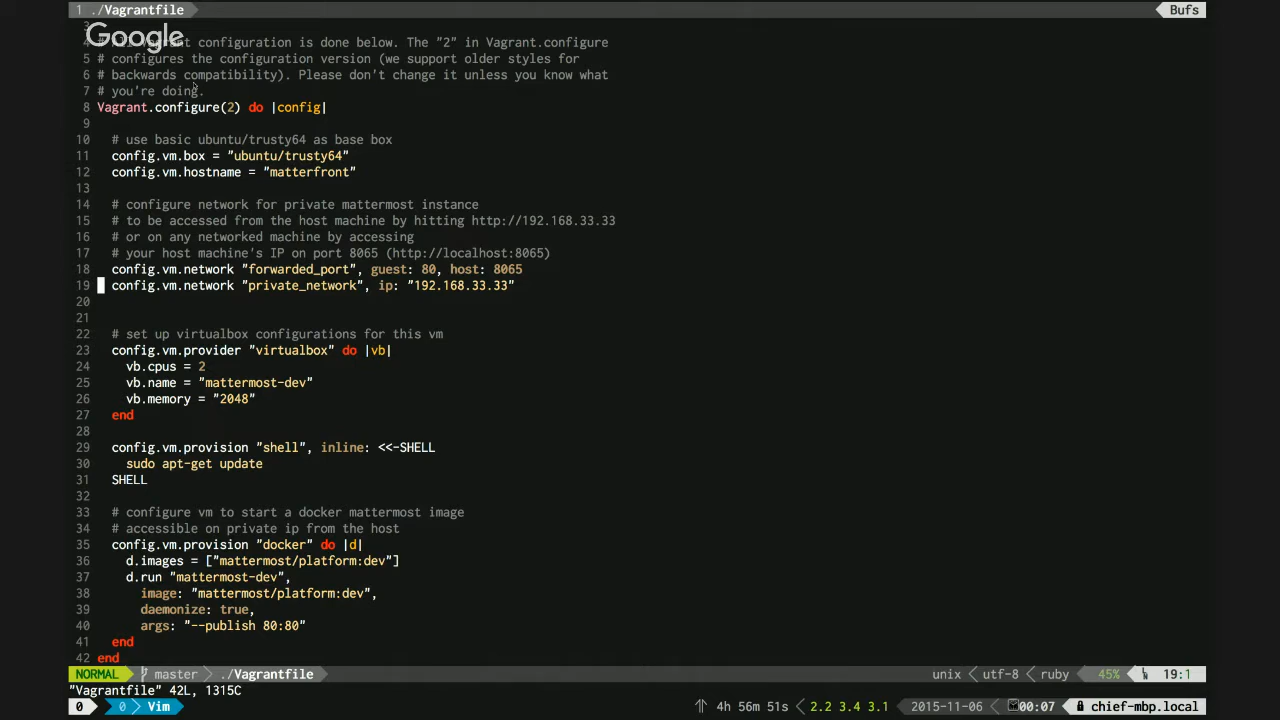 1 ./Vagrantfile Bufs
3
Google
4 # All Vagrant configuration is done below. The "2" in Vagrant.configure
5 # configures the configuration version (we support older styles for
6 # backwards compatibility). Please don't change it unless you know what
7 # you're doing.
8 Vagrant.configure(2) do |config|
9
10 # use basic ubuntu/trusty64 as base box
11 config.vm.box = "ubuntu/trusty64"
12 config.vm.hostname = "matterfront"
13
14 # configure network for private mattermost instance
15 # to be accessed from the host machine by hitting http://192.168.33.33
16 # or on any networked machine by accessing
17 # your host machine's IP on port 8065 (http://localhost:8065)
18 config.vm.network "forwarded_port", guest: 80, host: 8065
19 config.vm.network "private_network", ip: "192.168.33.33"
20
21
22 # set up virtualbox configurations for this vm
23 config.vm.provider "virtualbox" do |vb|
24 vb.cpus = 2
25 vb.name = "mattermost-dev"
26 vb.memory = "2048"
27 end
28
29 config.vm.provision "shell", inline: <<-SHELL
30 sudo apt-get update
31 SHELL
32
33 # configure vm to start a docker mattermost image
34 # accessible on private ip from the host
35 config.vm.provision "docker" do |d|
36 d.images = ["mattermost/platform:dev"]
37 d.run "mattermost-dev",
38 image: "mattermost/platform:dev",
39 daemonize: true,
40 args: "--publish 80:80"
41 end
42 end
NORMAL master ./Vagrantfile unix utf-8 ruby 45% 19:1
"Vagrantfile" 42L, 1315C
0 0 Vim 4h 56m 51s 2.2 3.4 3.1 2015-11-06 00:07 chief-mbp.local